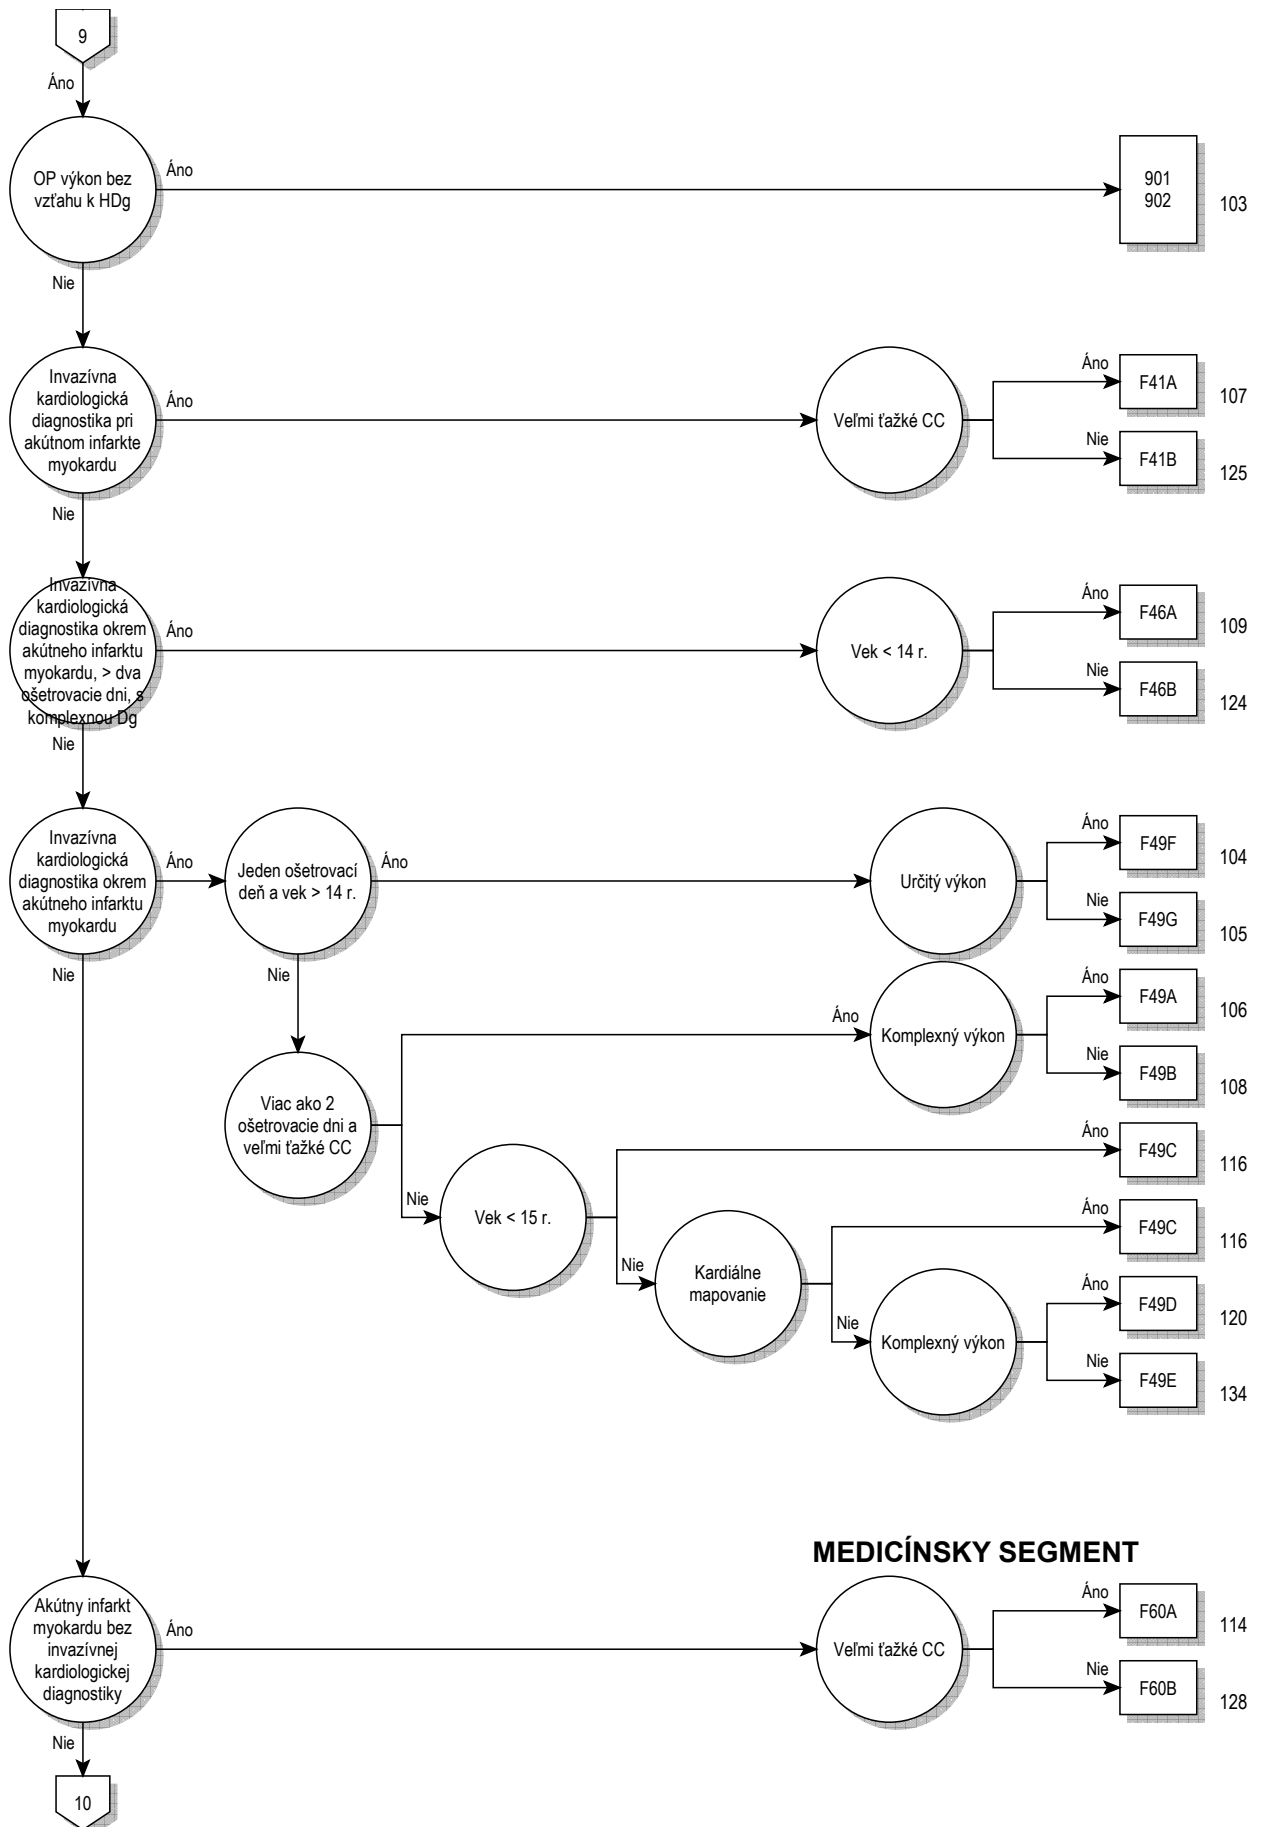 9
Áno
OP výkon bez
vzťahu k HDg
Áno
901
902
103
Nie
Invazívna
kardiologická
diagnostika pri
akútnom infarkte
myokardu
Áno
Veľmi ťažké CC
Áno
F41A
107
Nie
F41B
125
Nie
Invazívna
kardiologická
diagnostika okrem
akútneho infarktu
myokardu, > dva
ošetrovacie dni, s
komplexnou Dg
Áno
Vek < 14 r.
Áno
F46A
109
Nie
F46B
124
Nie
Invazívna
kardiologická
diagnostika okrem
akútneho infarktu
myokardu
Áno
Jeden ošetrovací
deň a vek > 14 r.
Áno
Určitý výkon
Áno
F49F
104
Nie
F49G
105
Nie
Nie
Viac ako 2
ošetrovacie dni a
veľmi ťažké CC
Áno
Komplexný výkon
Áno
F49A
106
Nie
F49B
108
Nie
Vek < 15 r.
Áno
F49C
116
Nie
Kardiálne
mapovanie
Áno
F49C
116
Nie
Komplexný výkon
Áno
F49D
120
Nie
F49E
134
MEDICÍNSKY SEGMENT
Akútny infarkt
myokardu bez
invazívnej
kardiologickej
diagnostiky
Áno
Veľmi ťažké CC
Áno
F60A
114
Nie
F60B
128
Nie
10